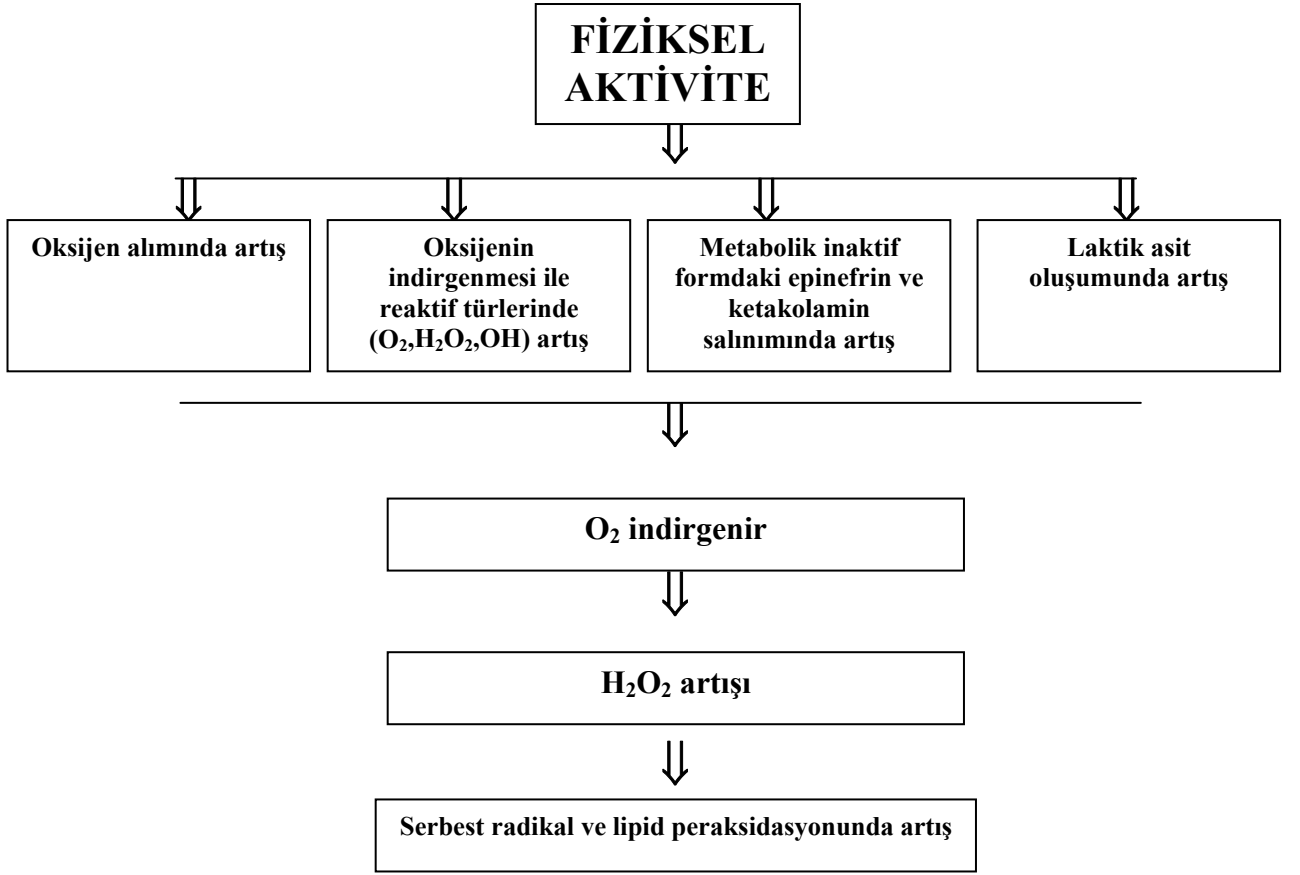 FİZİKSEL
AKTİVİTE
Oksijen alımında artış
Oksijenin
indirgenmesi ile
reaktif türlerinde
(O₂,H₂O₂,OH) artış
Metabolik inaktif
formdaki epinefrin ve
ketakolamin
salınımında artış
Laktik asit
oluşumunda artış
O₂ indirgenir
H₂O₂ artışı
Serbest radikal ve lipid peraksidasyonunda artış